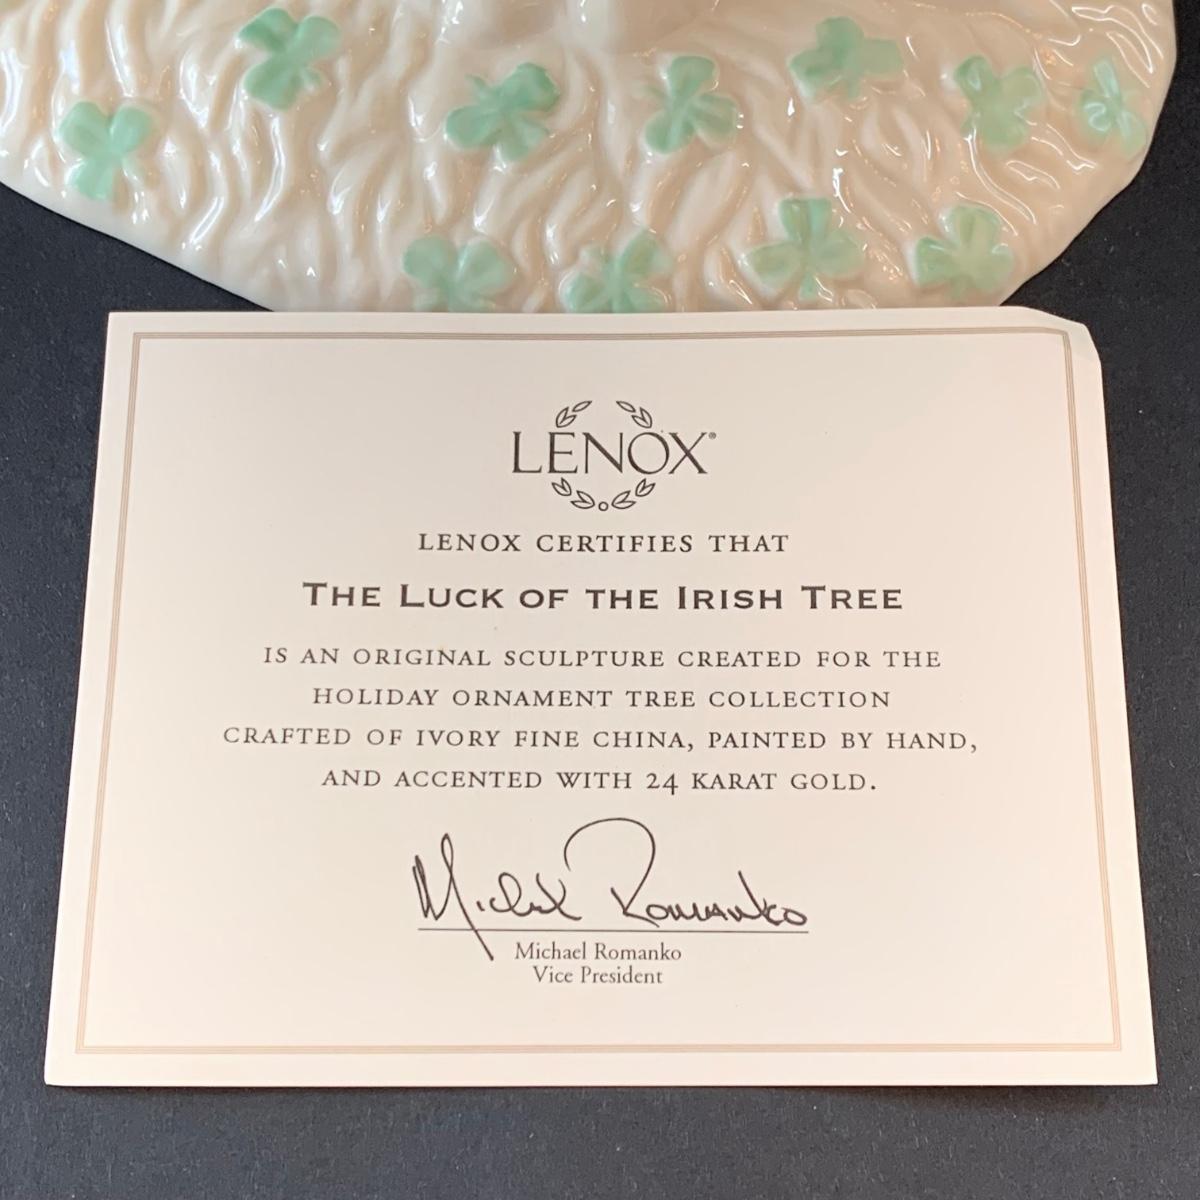 LENOX®
LENOX CERTIFIES THAT
THE LUCK OF THE IRISH TREE
IS AN ORIGINAL SCULPTURE CREATED FOR THE
HOLIDAY ORNAMENT TREE COLLECTION
CRAFTED OF IVORY FINE CHINA, PAINTED BY HAND,
AND ACCENTED WITH 24 KARAT GOLD.
Michael Romanko
Michael Romanko
Vice President